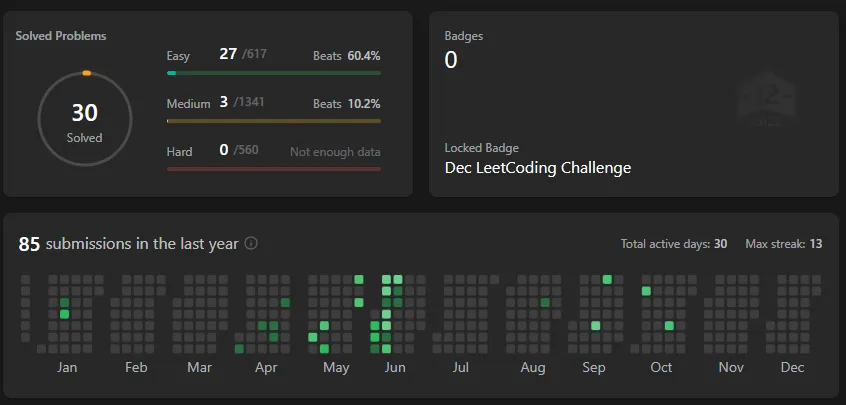 Solved Problems
30
Solved
Easy 27 /617 Beats 60.4%
Medium 3 /1341 Beats 10.2%
Hard 0 /560 Not enough data
Badges
0
Locked Badge
Dec LeetCoding Challenge
85 submissions in the last year
Total active days: 30 Max streak: 13
Jan Feb Mar Apr May Jun Jul Aug Sep Oct Nov Dec